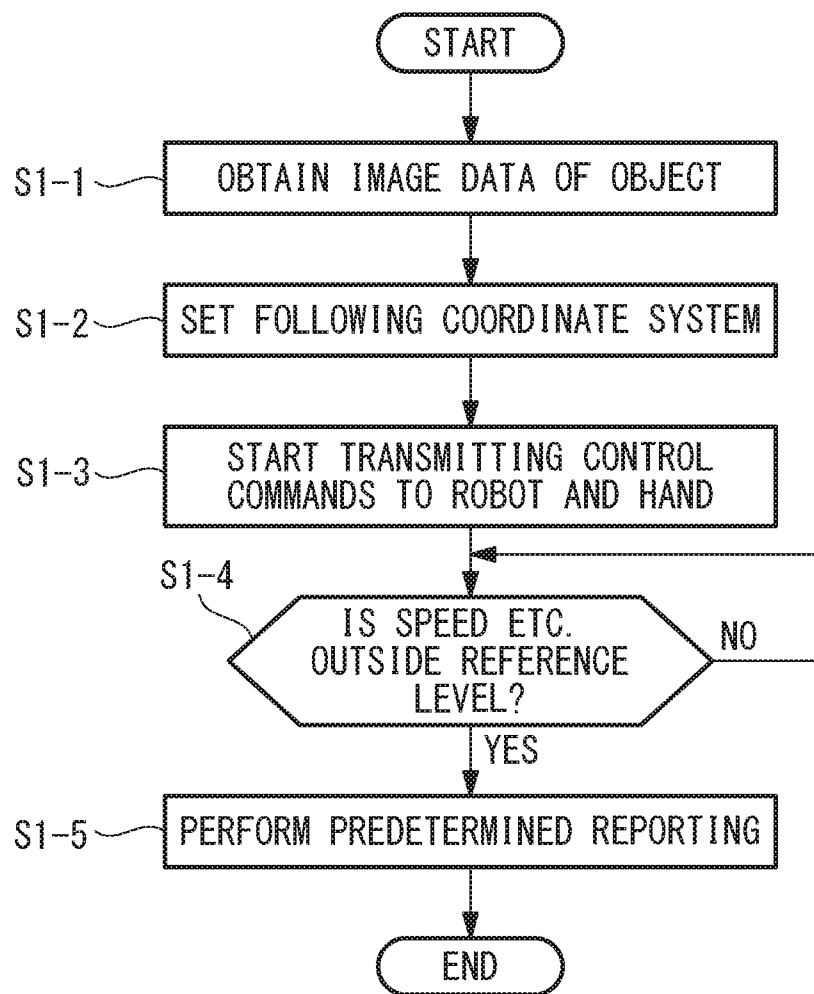 START
S1-1
OBTAIN IMAGE DATA OF OBJECT
S1-2
SET FOLLOWING COORDINATE SYSTEM
S1-3
START TRANSMITTING CONTROL
COMMANDS TO ROBOT AND HAND
S1-4
IS SPEED ETC.
OUTSIDE REFERENCE
LEVEL?
NO
YES
S1-5
PERFORM PREDETERMINED REPORTING
END